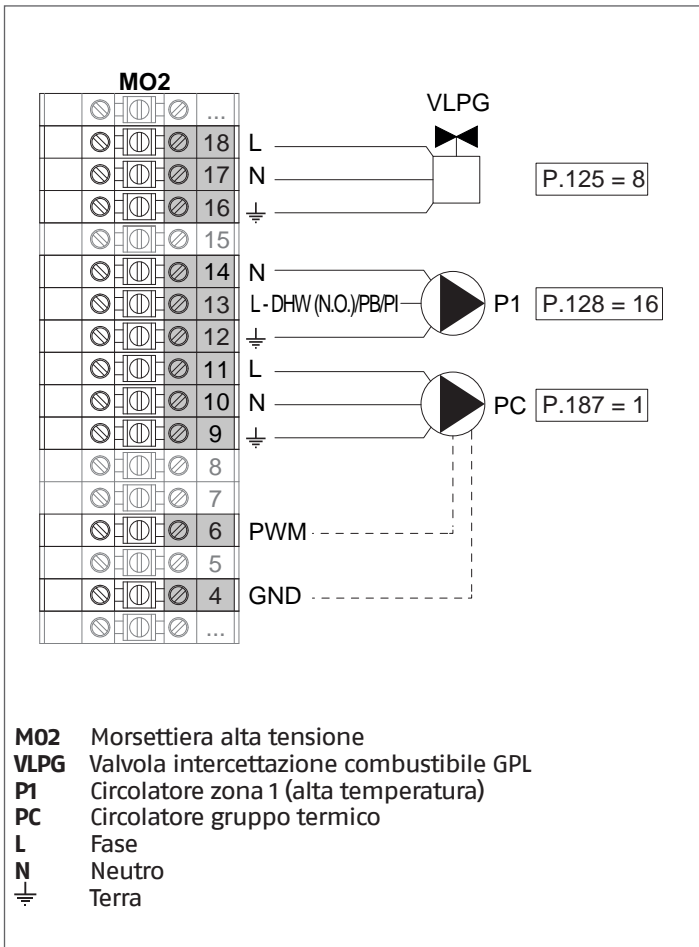 MO2
...
VLPG
18 L
17 N
P.125 = 8
16 ⏚
15
14 N
13 L - DHW (N.O.)/PB/PI P1 P.128 = 16
12 ⏚
11 L
10 N PC P.187 = 1
9 ⏚
8
7
6 PWM
5
4 GND
...
M02 Morsettiera alta tensione
VLPG Valvola intercettazione combustibile GPL
P1 Circolatore zona 1 (alta temperatura)
PC Circolatore gruppo termico
L Fase
N Neutro
⏚ Terra